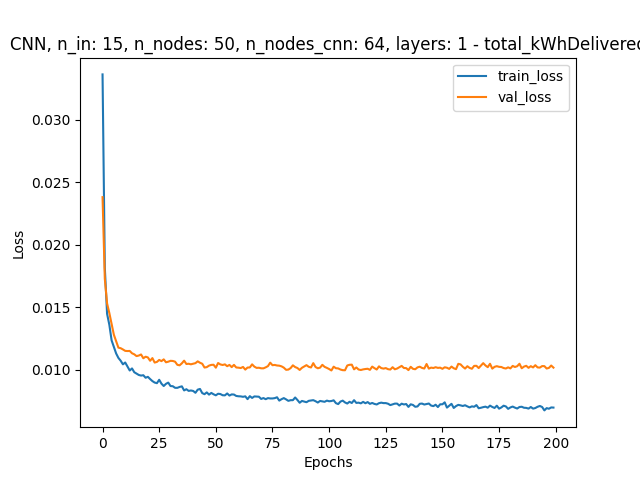 CNN, n_in: 15, n_nodes: 50, n_nodes_cnn: 64, layers: 1 - total_kWhDelivered
train_loss
val_loss
0.030
0.025
0.020
0.015
0.010
Loss
0 25 50 75 100 125 150 175 200
Epochs